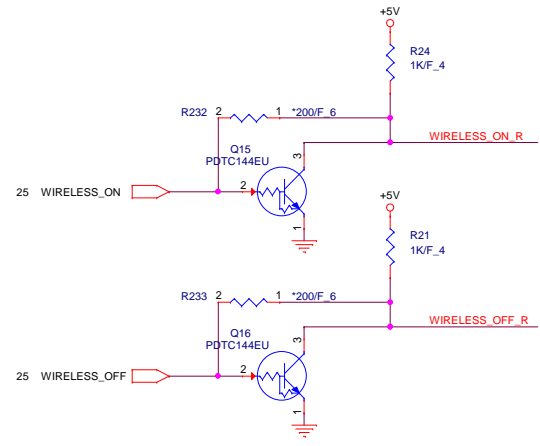 +5V
R24
1K/F_4
R232 2 1 *200/F_6
WIRELESS_ON_R
Q15
PDTC144EU
3
25 WIRELESS_ON 2
1
+5V
R21
1K/F_4
R233 2 1 *200/F_6
WIRELESS_OFF_R
Q16
PDTC144EU
3
25 WIRELESS_OFF 2
1